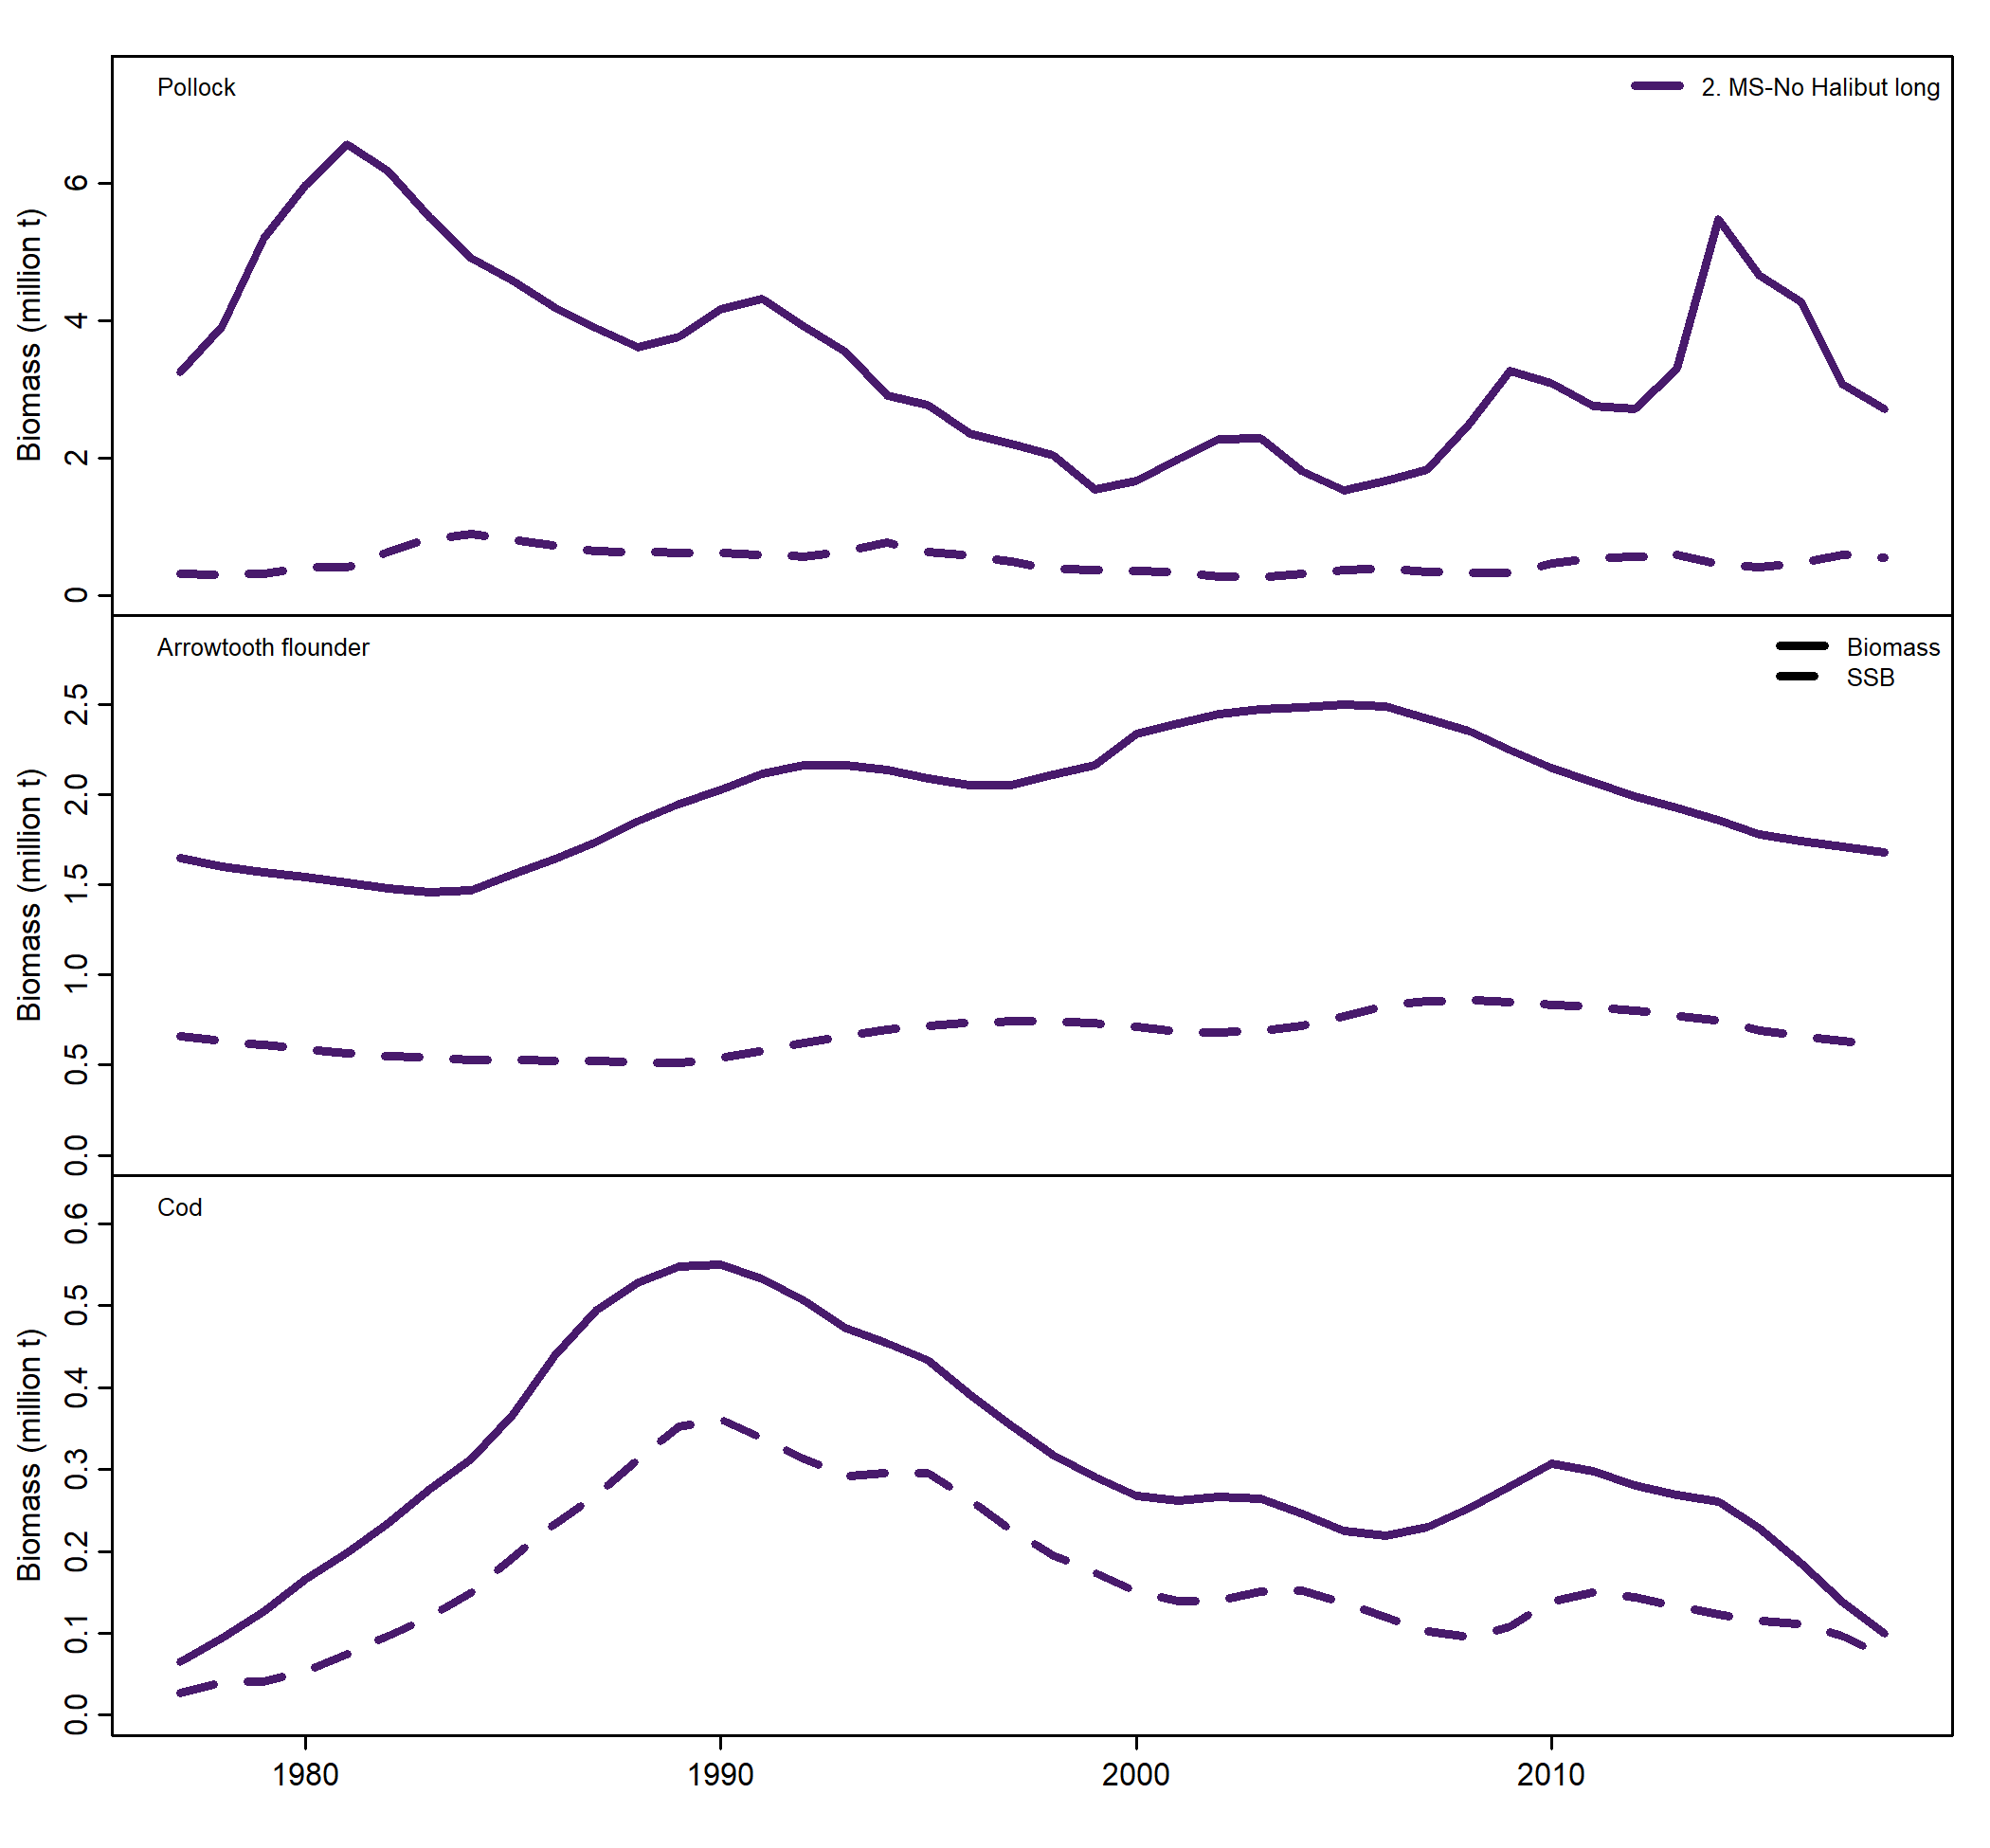 Pollock
2. MS-No Halibut long
Biomass (million t)
6
4
2
0
Arrowtooth flounder
Biomass
SSB
Biomass (million t)
2.5
2.0
1.5
1.0
0.5
0.0
Cod
Biomass (million t)
0.6
0.5
0.4
0.3
0.2
0.1
0.0
1980 1990 2000 2010